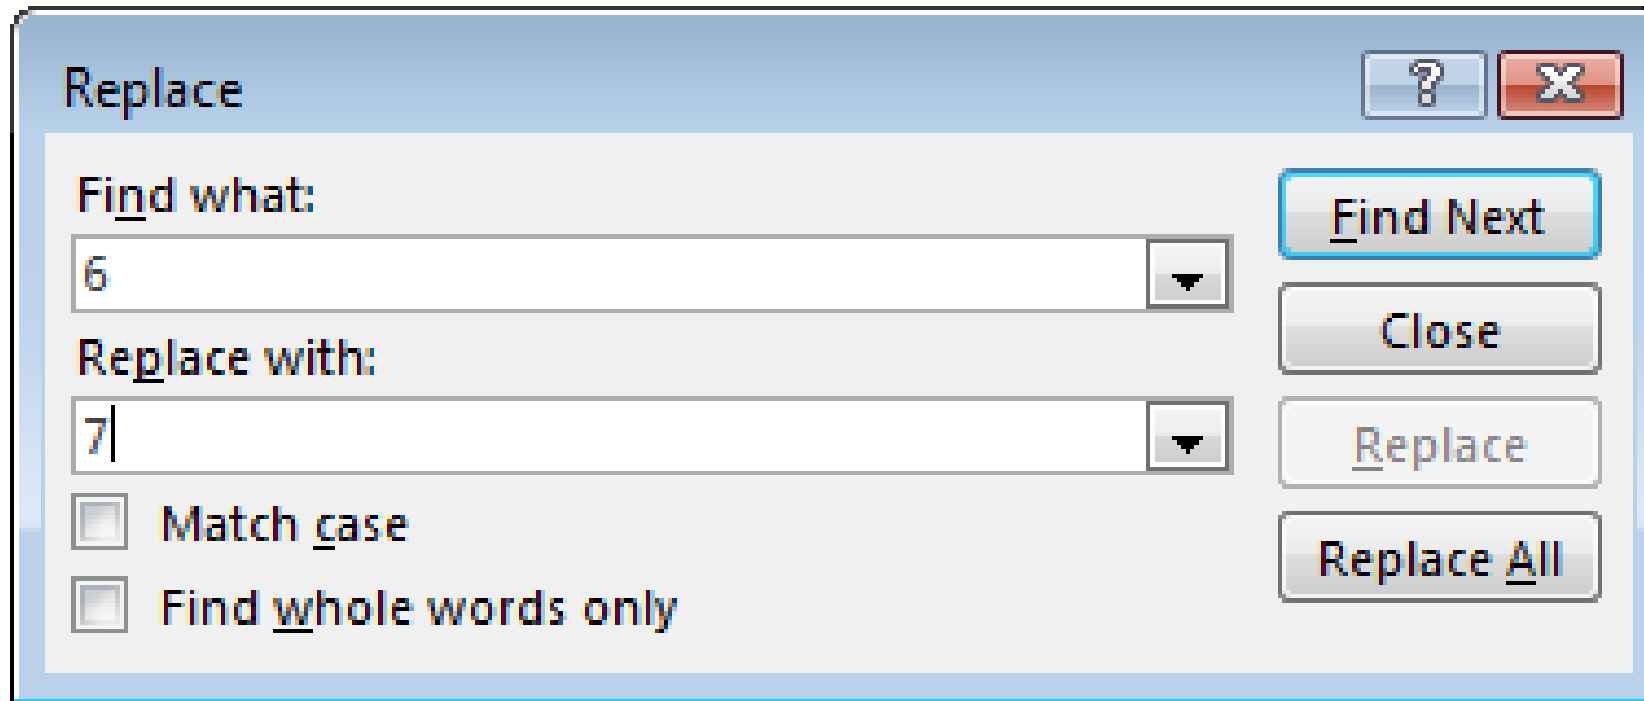 Replace
Find what:
6
Replace with:
7
Match case
Find whole words only
Find Next
Close
Replace
Replace All